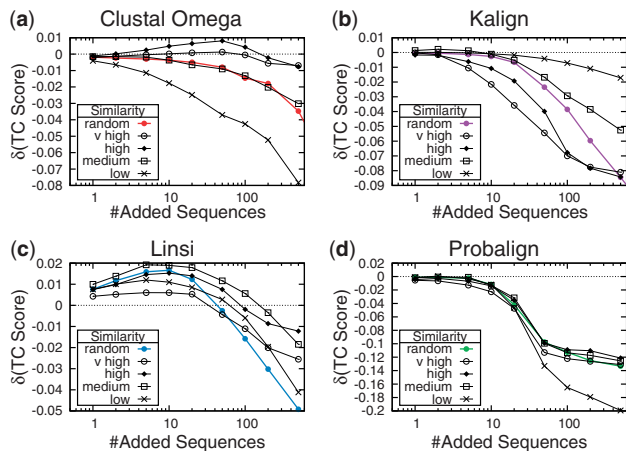 (a) Clustal Omega
δ(TC Score)
0.01
0
-0.01
-0.02
-0.03
-0.04
-0.05
-0.06
-0.07
-0.08
Similarity
random
v high
high
medium
low
1 10 100
#Added Sequences
(b) Kalign
δ(TC Score)
0.01
0
-0.01
-0.02
-0.03
-0.04
-0.05
-0.06
-0.07
-0.08
-0.09
Similarity
random
v high
high
medium
low
1 10 100
#Added Sequences
(c) Linsi
δ(TC Score)
0.02
0.01
0
-0.01
-0.02
-0.03
-0.04
-0.05
Similarity
random
v high
high
medium
low
1 10 100
#Added Sequences
(d) Probalign
δ(TC Score)
0.02
0
-0.02
-0.04
-0.06
-0.08
-0.1
-0.12
-0.14
-0.16
-0.18
-0.2
Similarity
random
v high
high
medium
low
1 10 100
#Added Sequences